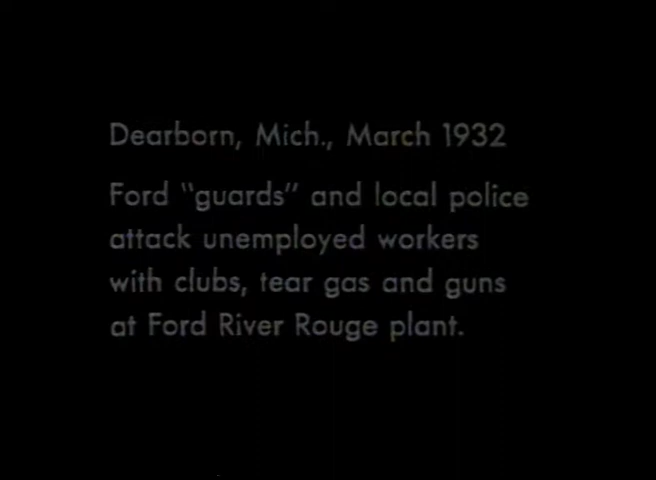 Dearborn, Mich., March 1932
Ford "guards" and local police
attack unemployed workers
with clubs, tear gas and guns
at Ford River Rouge plant.